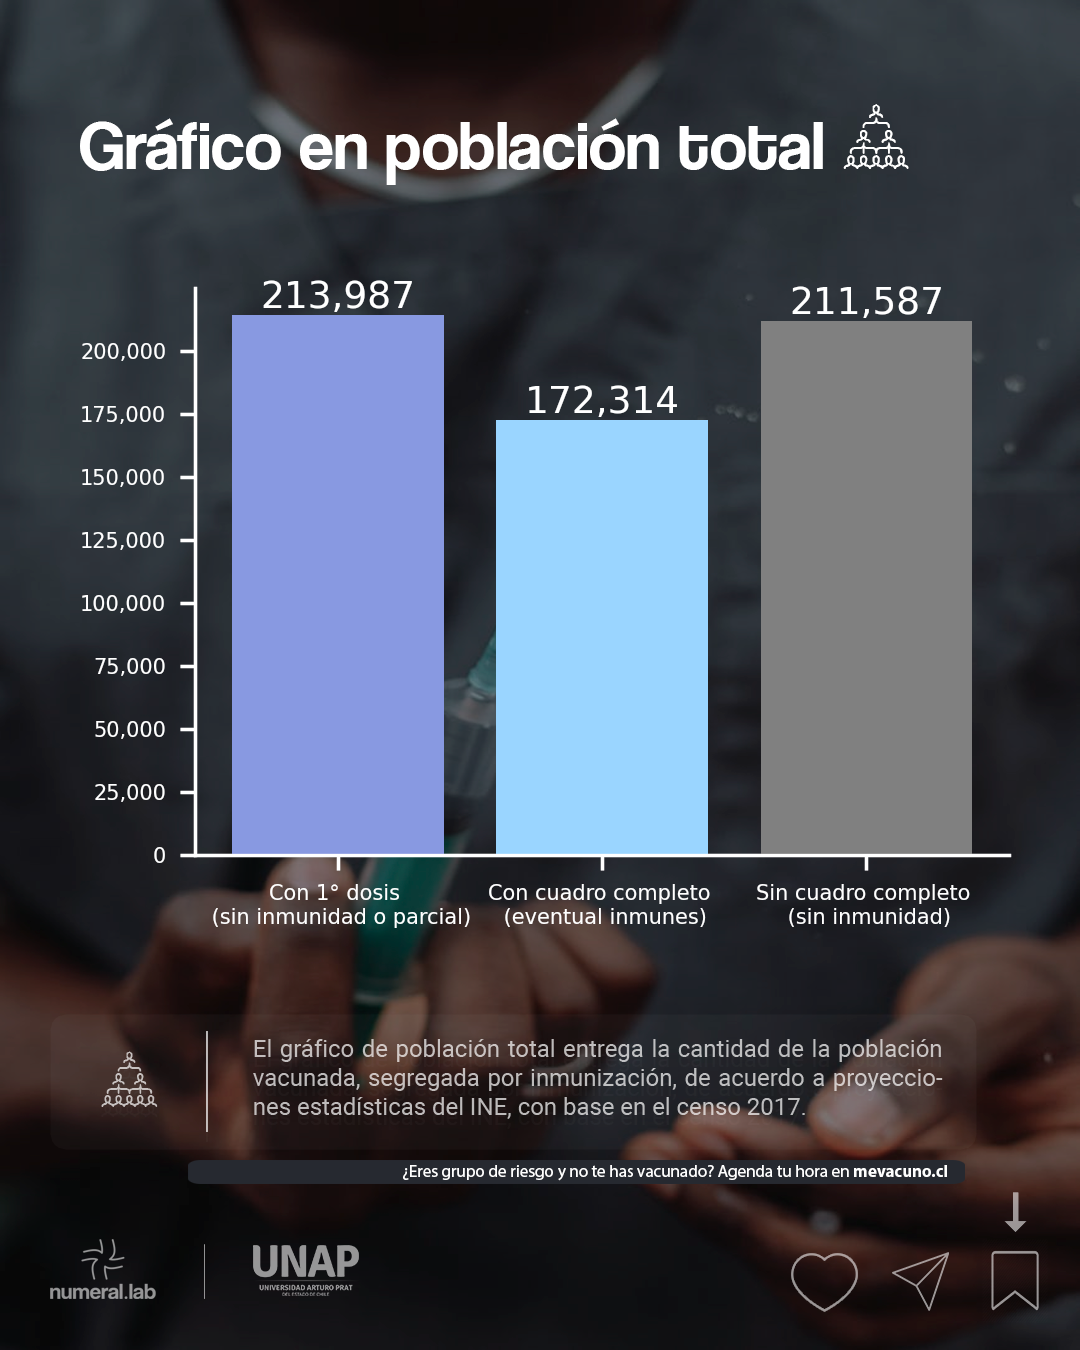 Gráfico en población total
213,987
211,587
172,314
200,000
175,000
150,000
125,000
100,000
75,000
50,000
25,000
0
Con 1° dosis
(sin inmunidad o parcial)
Con cuadro completo
(eventual inmunes)
Sin cuadro completo
(sin inmunidad)
El gráfico de población total entrega la cantidad de la población
vacunada, segregada por inmunización, de acuerdo a proyeccio-
nes estadísticas del INE, con base en el censo 2017.
¿Eres grupo de riesgo y no te has vacunado? Agenda tu hora en mevacuno.cl
numeral.lab
UNAP
UNIVERSIDAD ARTURO PRAT
DEL ESTADO DE CHILE